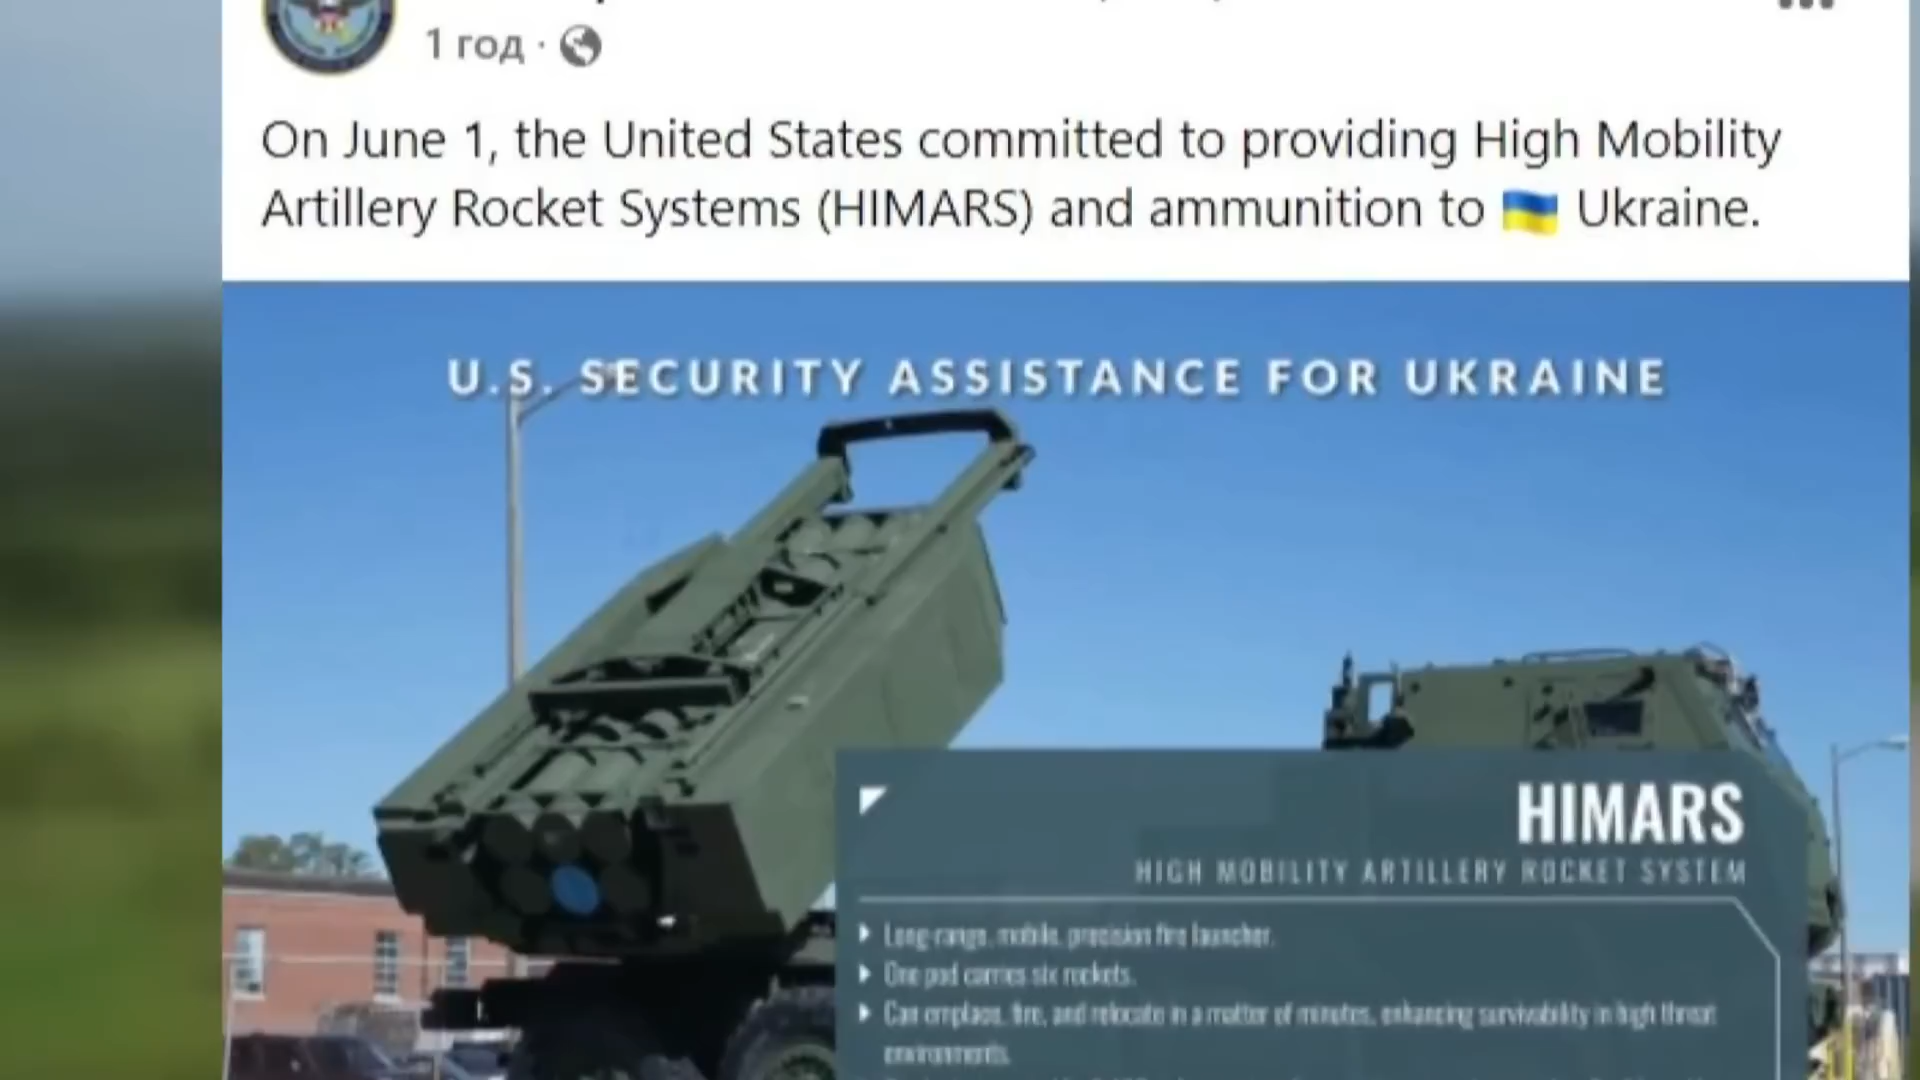 1 год ·
On June 1, the United States committed to providing High Mobility
Artillery Rocket Systems (HIMARS) and ammunition to 🇺🇦 Ukraine.
U.S. SECURITY ASSISTANCE FOR UKRAINE
HIMARS
HIGH MOBILITY ARTILLERY ROCKET SYSTEM
Long-range, mobile, precision fire launcher.
One pod carries six rockets.
Can emplace, fire, and relocate in a matter of minutes, enhancing survivability in high threat
environments.